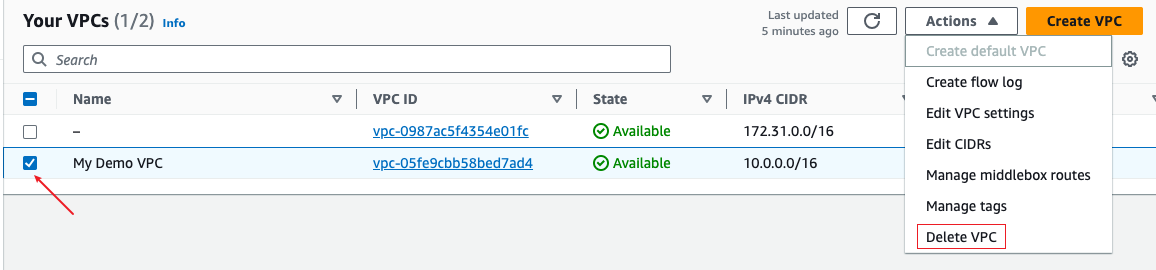 Your VPCs (1/2) Info
Last updated
5 minutes ago
Actions ▲
Create VPC
Search
Create default VPC
Create flow log
Edit VPC settings
Edit CIDRs
Manage middlebox routes
Manage tags
Delete VPC
Name VPC ID State IPv4 CIDR
– vpc-0987ac5f4354e01fc Available 172.31.0.0/16
My Demo VPC vpc-05fe9cbb58bed7ad4 Available 10.0.0.0/16